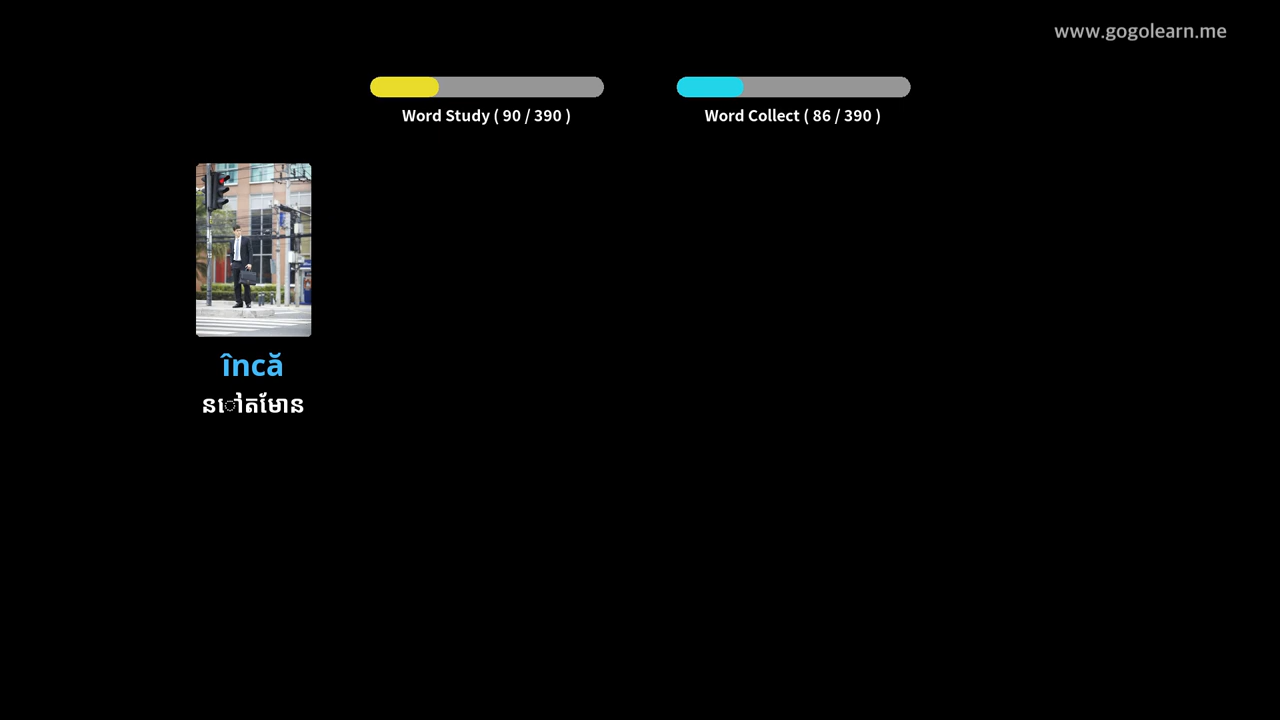 www.gogolearn.me
Word Study ( 90 / 390 )
Word Collect ( 86 / 390 )
încă
នៅតែមាន